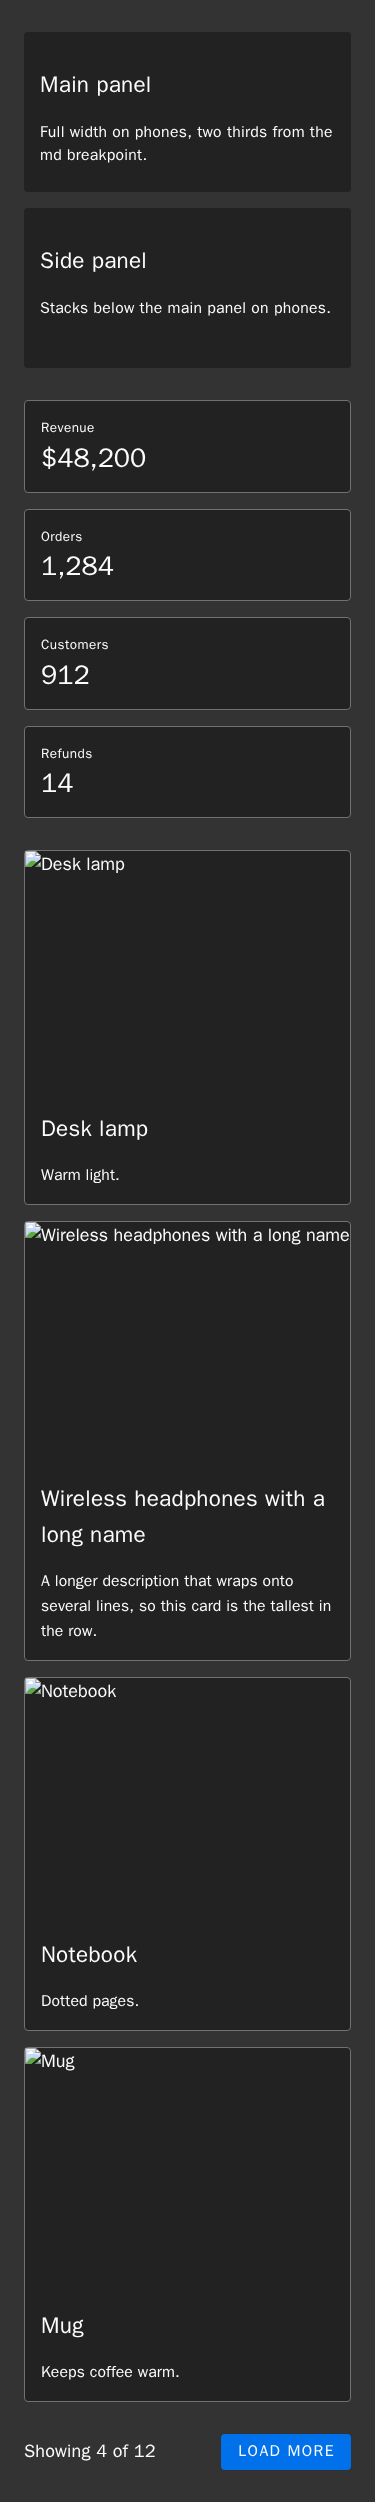 Main panel
Full width on phones, two thirds from the
md breakpoint.
Side panel
Stacks below the main panel on phones.
Revenue
$48,200
Orders
1,284
Customers
912
Refunds
14
Desk lamp
Desk lamp
Warm light.
Wireless headphones with a long name
Wireless headphones with a
long name
A longer description that wraps onto
several lines, so this card is the tallest in
the row.
Notebook
Notebook
Dotted pages.
Mug
Mug
Keeps coffee warm.
Showing 4 of 12
LOAD MORE